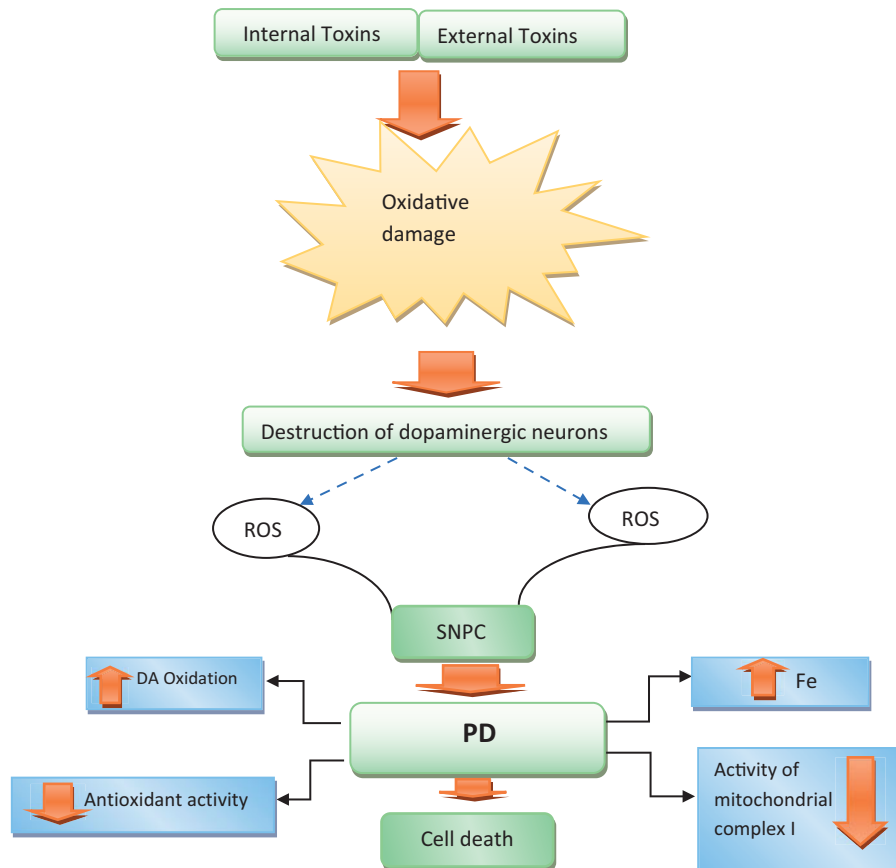 Internal Toxins
External Toxins
Oxidative
damage
Destruction of dopaminergic neurons
ROS
ROS
SNPC
DA Oxidation
Fe
PD
Antioxidant activity
Activity of
mitochondrial
complex I
Cell death